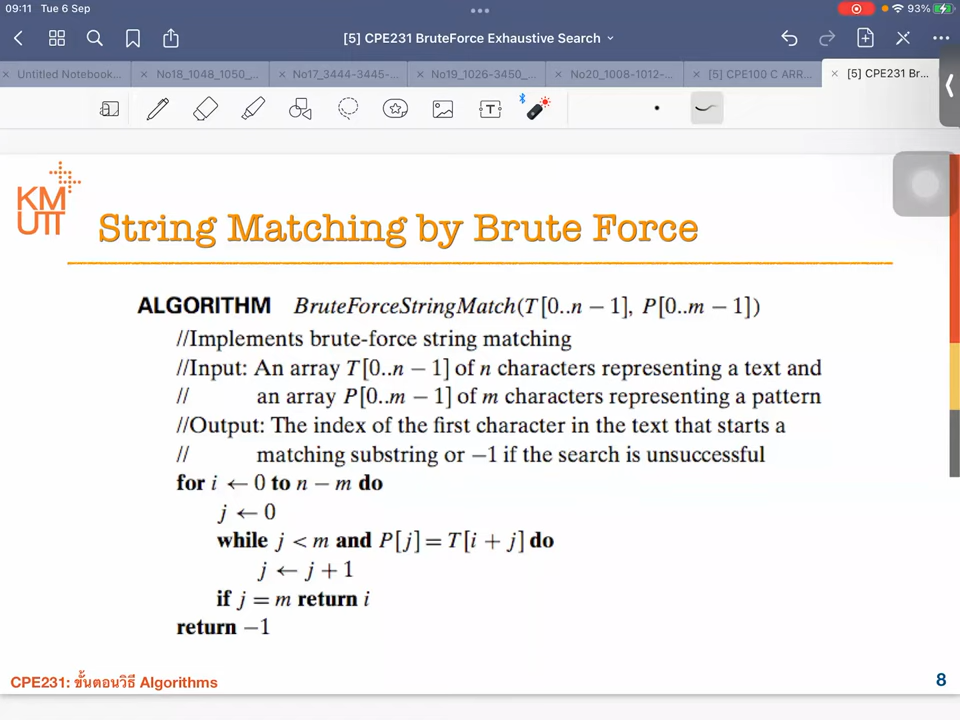 09:11 Tue 6 Sep
93%
[5] CPE231 BruteForce Exhaustive Search
Untitled Notebook...
No18_1048_1050_...
No17_3444-3445-...
No19_1026-3450_...
No20_1008-1012-...
[5] CPE100 C ARR...
[5] CPE231 Br...
T
KM
UTT
String Matching by Brute Force
ALGORITHM BruteForceStringMatch(T[0..n − 1], P[0..m − 1])
//Implements brute-force string matching
//Input: An array T[0..n − 1] of n characters representing a text and
// an array P[0..m − 1] of m characters representing a pattern
//Output: The index of the first character in the text that starts a
// matching substring or −1 if the search is unsuccessful
for i ← 0 to n − m do
j ← 0
while j < m and P[j] = T[i + j] do
j ← j + 1
if j = m return i
return −1
CPE231: ขั้นตอนวิธี Algorithms
8